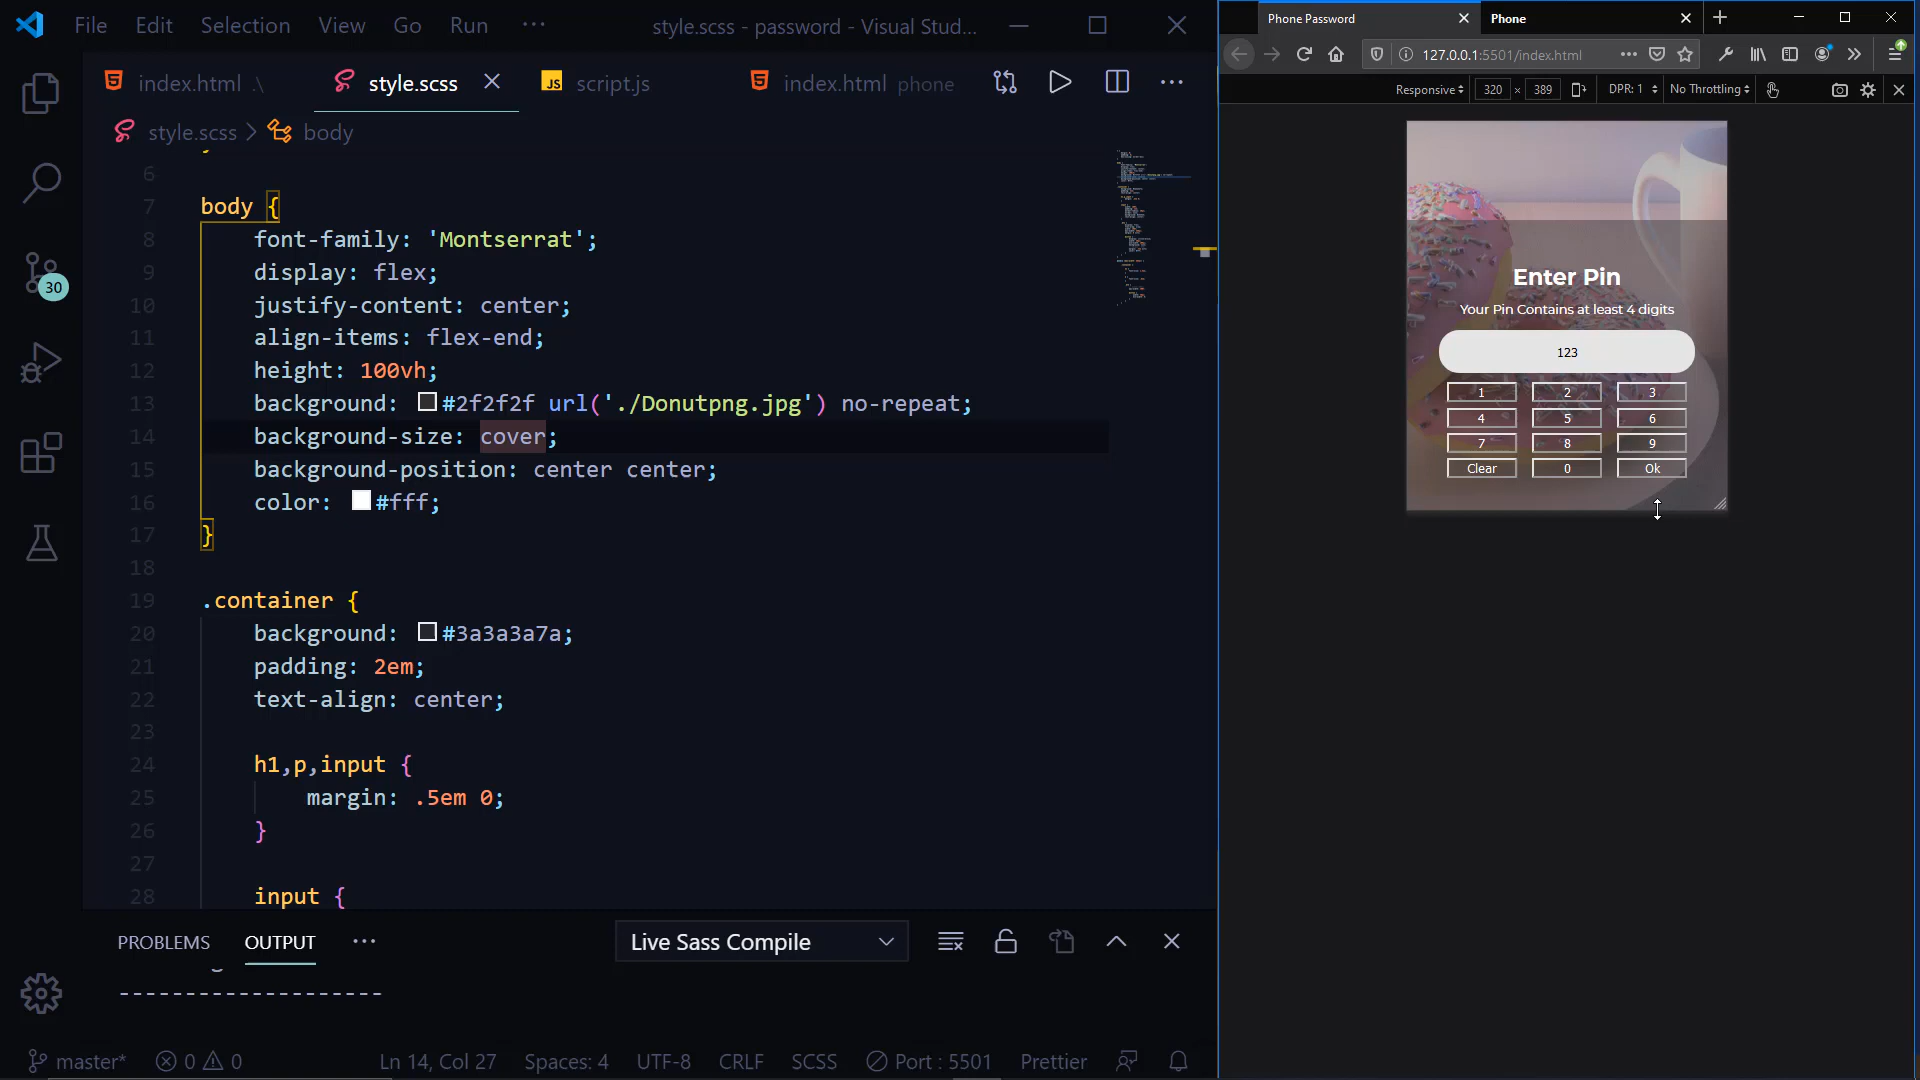 File Edit Selection View Go Run ··· style.scss - password - Visual Stud...
index.html .\ style.scss JS script.js index.html phone
style.scss > body
6
7 body {
8 font-family: 'Montserrat';
9 display: flex;
10 justify-content: center;
11 align-items: flex-end;
12 height: 100vh;
13 background: #2f2f2f url('./Donutpng.jpg') no-repeat;
14 background-size: cover;
15 background-position: center center;
16 color: #fff;
17 }
18
19 .container {
20 background: #3a3a3a7a;
21 padding: 2em;
22 text-align: center;
23
24 h1,p,input {
25 margin: .5em 0;
26 }
27
28 input {
30
PROBLEMS OUTPUT ···
Live Sass Compile
--------------------
master* 0 0 Ln 14, Col 27 Spaces: 4 UTF-8 CRLF SCSS Port : 5501 Prettier
Phone Password Phone
127.0.0.1:5501/index.html
Responsive 320 × 389 DPR: 1 No Throttling
Enter Pin
Your Pin Contains at least 4 digits
123
1 2 3
4 5 6
7 8 9
Clear 0 Ok